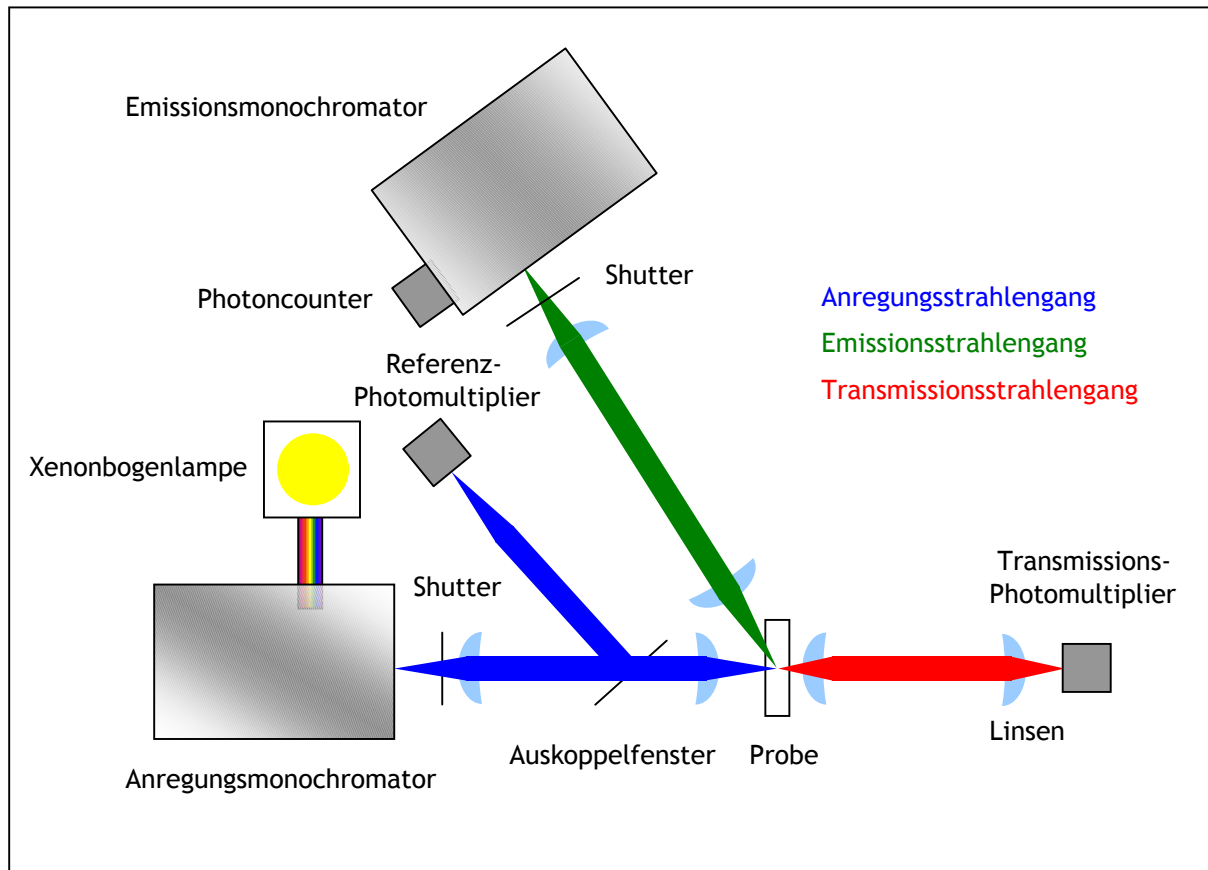 Emissionsmonochromator
Photoncounter
Shutter
Anregungsstrahlengang
Emissionsstrahlengang
Transmissionsstrahlengang
Referenz-
Photomultiplier
Xenonbogenlampe
Shutter
Transmissions-
Photomultiplier
Linsen
Auskoppelfenster
Probe
Anregungsmonochromator